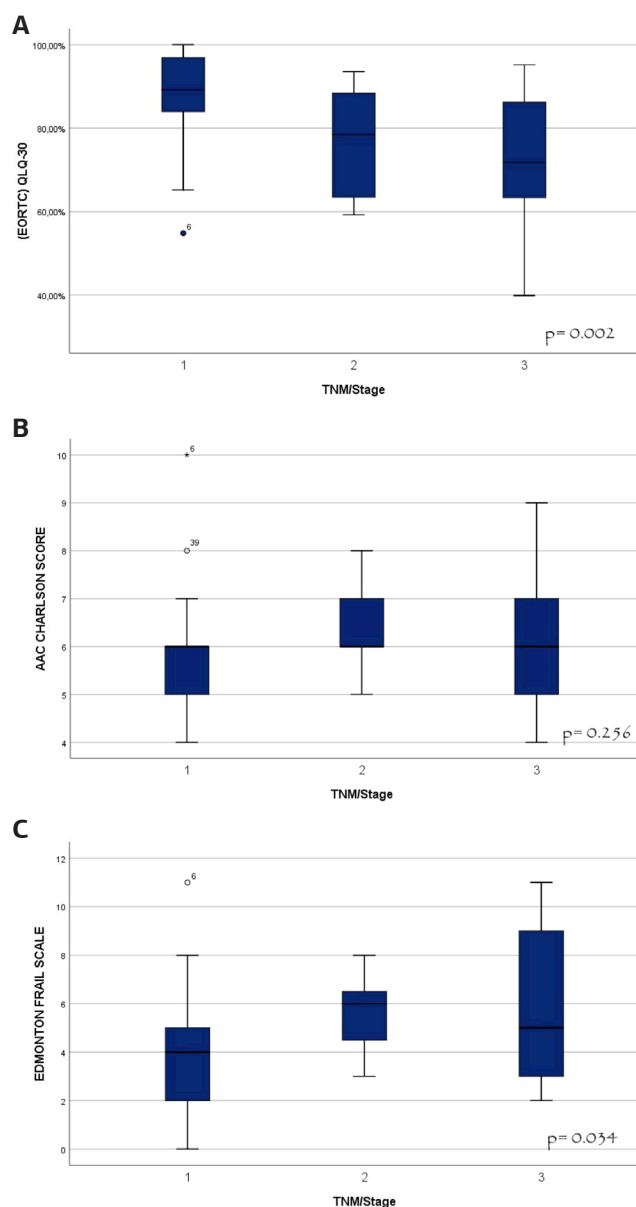 A
100,00%
80,00%
60,00%
40,00%
(EORTC) QLQ-30
6
p= 0.002
1 2 3
TNM/Stage
B
10
9
8
7
6
5
4
AAC CHARLSON SCORE
6
39
p= 0.256
1 2 3
TNM/Stage
C
12
10
8
6
4
2
0
EDMONTON FRAIL SCALE
6
p= 0.034
1 2 3
TNM/Stage